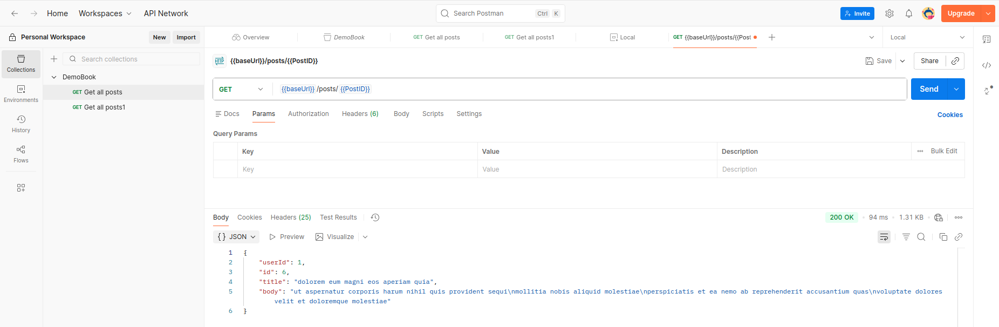 Home Workspaces API Network Search Postman Ctrl K Invite Upgrade
Personal Workspace New Import Overview DemoBook GET Get all posts GET Get all posts1 Local GET {{baseUrl}}/posts/{{Post Local
Collections
Search collections
HTTP {{baseUrl}}/posts/{{PostID}} Save Share
DemoBook
GET Get all posts
GET Get all posts1
Environments
History
Flows
GET {{baseUrl}} /posts/ {{PostID}} Send
Docs Params Authorization Headers (6) Body Scripts Settings Cookies
Query Params
Key Value Description Bulk Edit
Key Value Description
Body Cookies Headers (25) Test Results 200 OK 94 ms 1.31 KB
{} JSON Preview Visualize
1 {
2 "userId": 1,
3 "id": 6,
4 "title": "dolorem eum magni eos aperiam quia",
5 "body": "ut aspernatur corporis harum nihil quis provident sequi\nmollitia nobis aliquid molestiae\nperspiciatis et ea nemo ab reprehenderit accusantium quas\nvoluptate dolores
velit et doloremque molestiae"
6 }